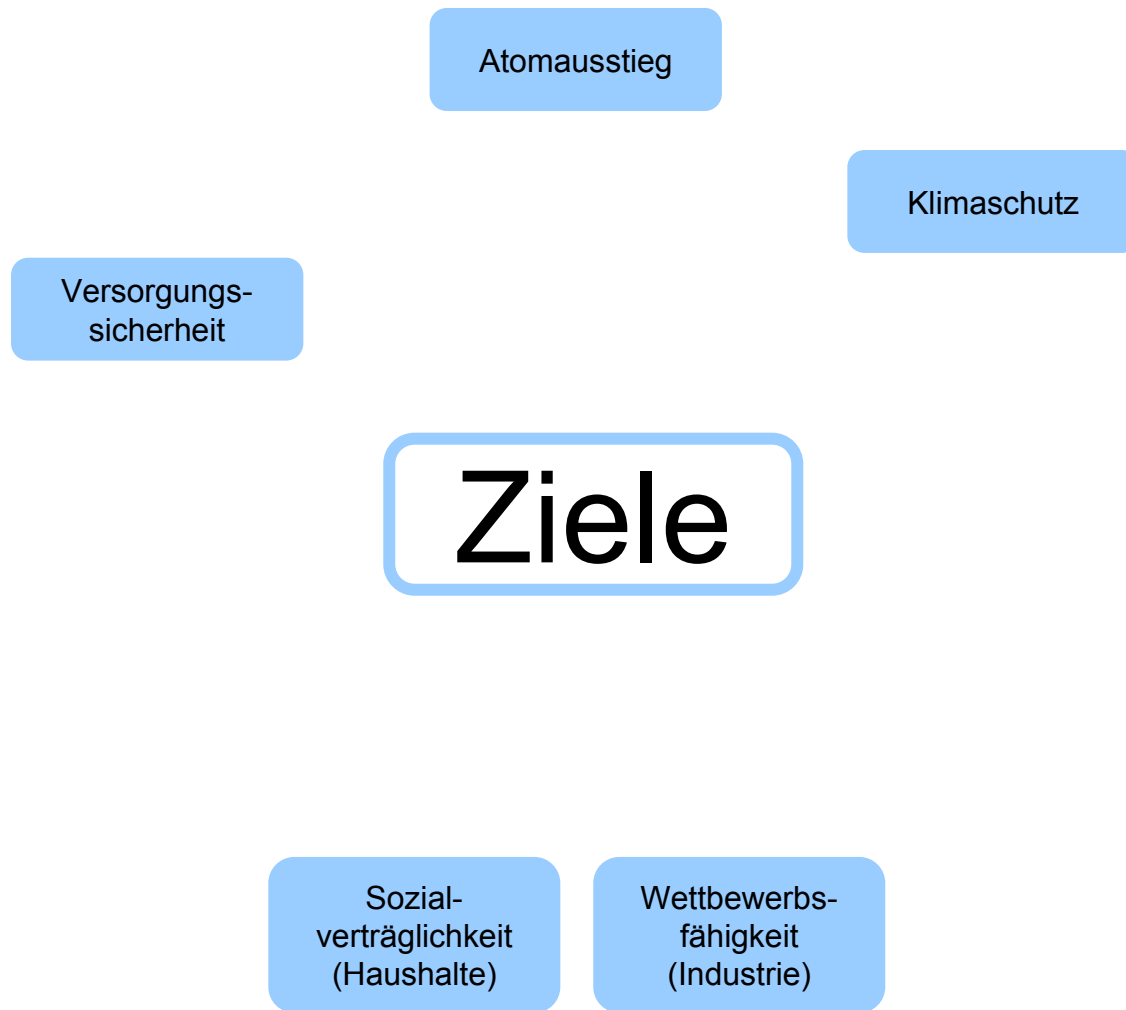 Atomausstieg
Klimaschutz
Versorgungs-
sicherheit
Ziele
Sozial-
verträglichkeit
(Haushalte)
Wettbewerbs-
fähigkeit
(Industrie)